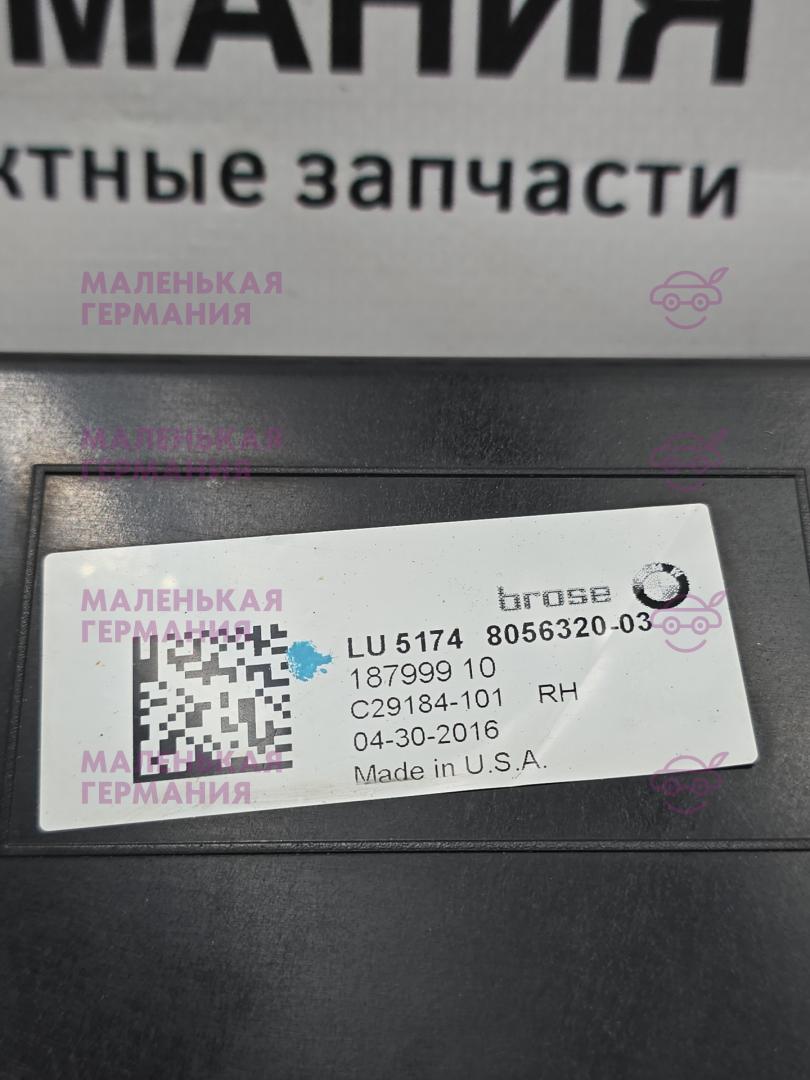 МАНИЯ
ктные запчасти
МАЛЕНЬКАЯ
ГЕРМАНИЯ
МАЛЕНЬКАЯ
ГЕРМАНИЯ
brose
МАЛЕНЬКАЯ
ГЕРМАНИЯ
LU 5174 8056320-03
187999 10
C29184-101 RH
04-30-2016
Made in U.S.A.
МАЛЕНЬКАЯ
ГЕРМАНИЯ